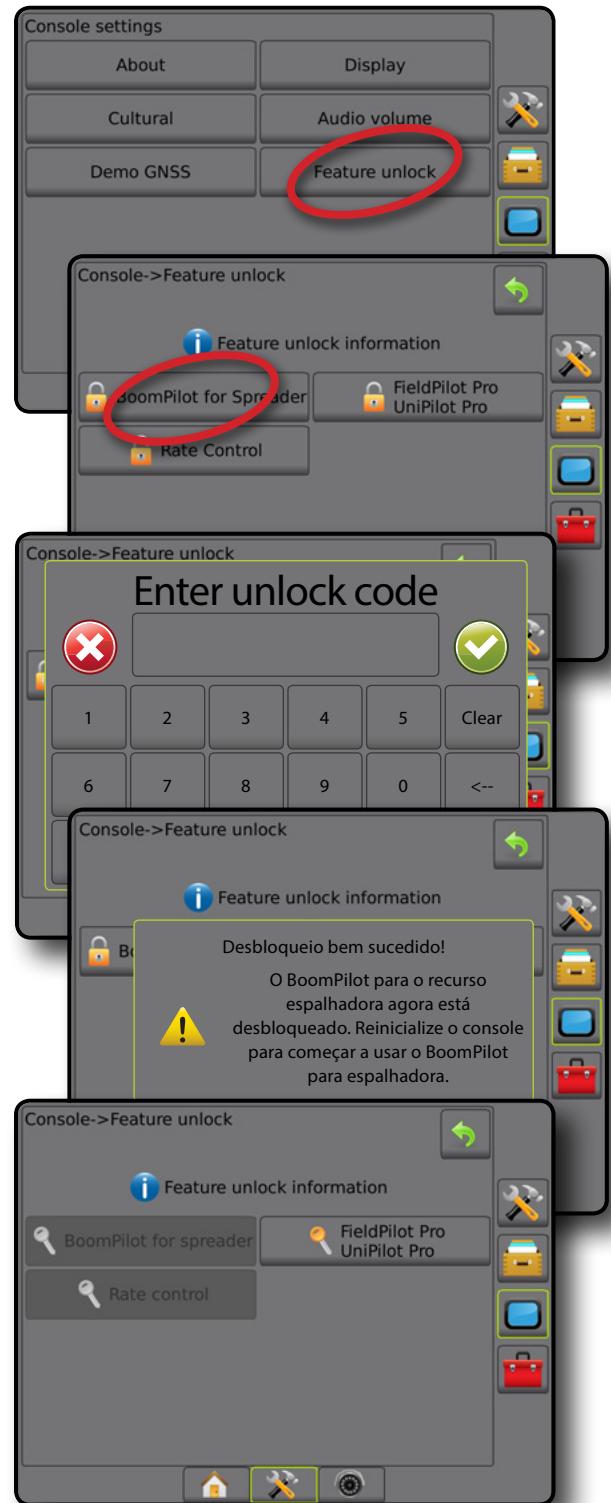 Console settings
About
Display
Cultural
Audio volume
Demo GNSS
Feature unlock
Console->Feature unlock
Feature unlock information
BoomPilot for Spreader
FieldPilot Pro
UniPilot Pro
Rate Control
Console->Feature unlock
Enter unlock code
1
2
3
4
5
Clear
6
7
8
9
0
<--
Console->Feature unlock
Feature unlock information
Bo
Desbloqueio bem sucedido!
O BoomPilot para o recurso
espalhadora agora está
desbloqueado. Reinicialize o console
para começar a usar o BoomPilot
para espalhadora.
Console->Feature unlock
Feature unlock information
BoomPilot for spreader
FieldPilot Pro
UniPilot Pro
Rate control